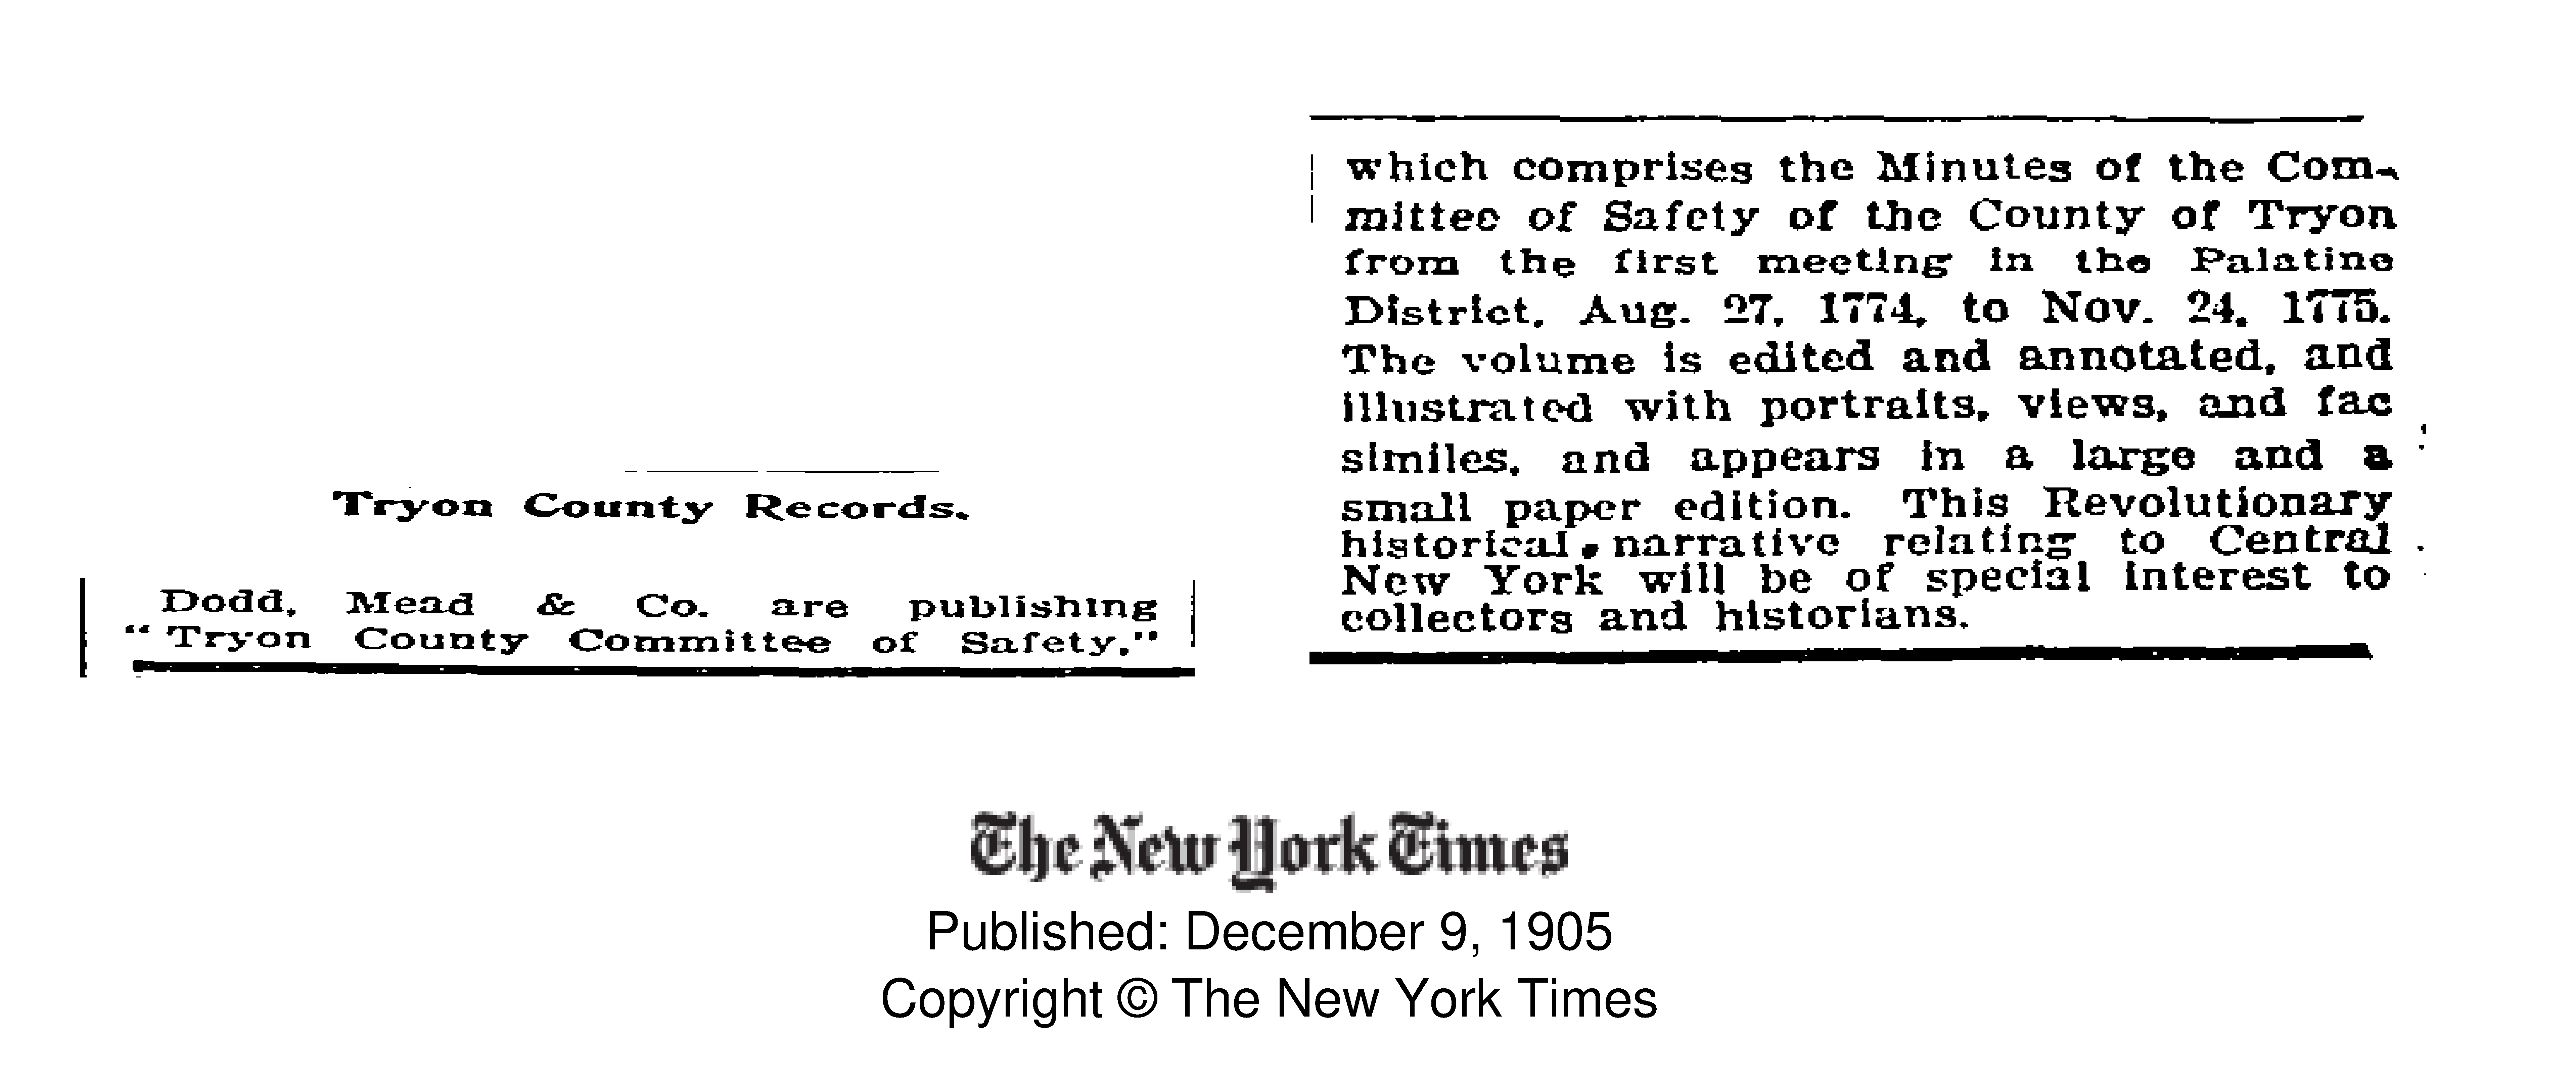 Tryon County Records.
Dodd, Mead & Co. are publishing
"Tryon County Committee of Safety,"
which comprises the Minutes of the Com-
mittee of Safety of the County of Tryon
from the first meeting in the Palatine
District, Aug. 27, 1774, to Nov. 24, 1775.
The volume is edited and annotated, and
illustrated with portraits, views, and fac
similes, and appears in a large and a
small paper edition. This Revolutionary
historical narrative relating to Central
New York will be of special interest to
collectors and historians.
The New York Times
Published: December 9, 1905
Copyright © The New York Times